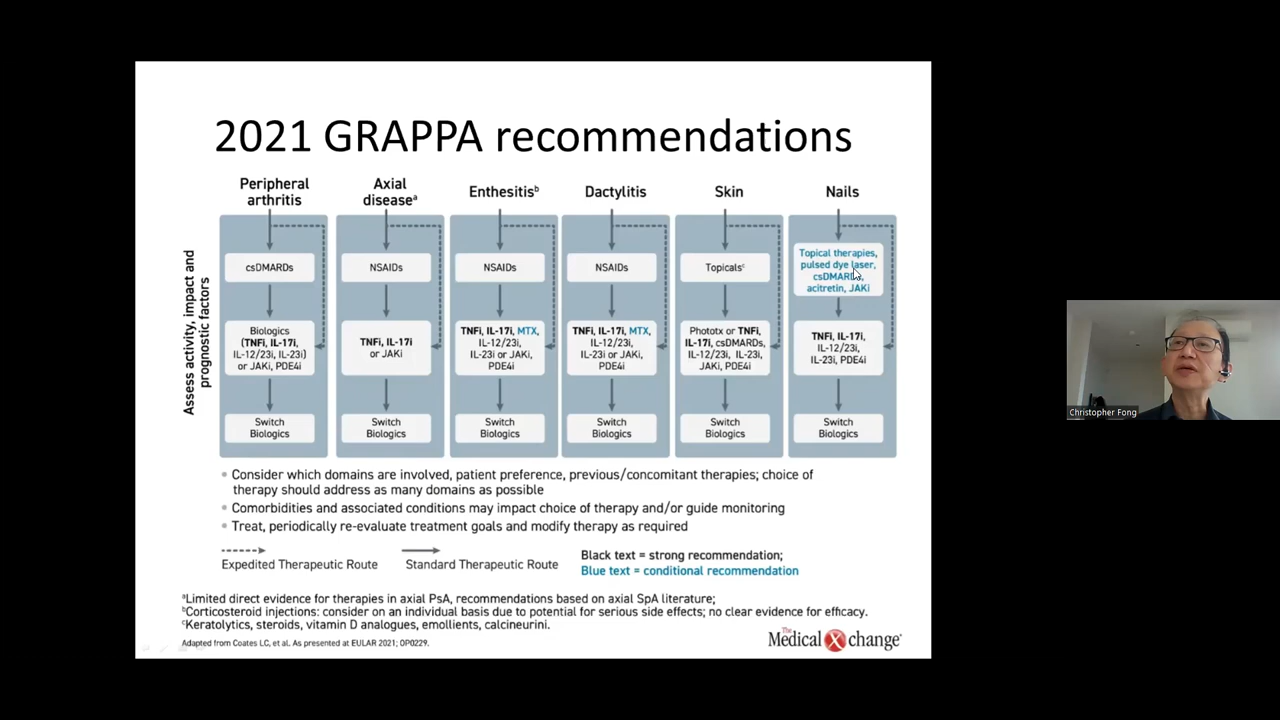 2021 GRAPPA recommendations
Peripheral
arthritis
Axial
diseaseᵃ
Enthesitisᵇ
Dactylitis
Skin
Nails
Assess activity, impact and
prognostic factors
csDMARDs
NSAIDs
NSAIDs
NSAIDs
Topicalsᶜ
Topical therapies,
pulsed dye laser,
csDMARDs,
acitretin, JAKi
Biologics
(TNFi, IL-17i,
IL-12/23i, IL-23i)
or JAKi, PDE4i
TNFi, IL-17i
or JAKi
TNFi, IL-17i, MTX,
IL-12/23i,
IL-23i or JAKi,
PDE4i
TNFi, IL-17i, MTX,
IL-12/23i,
IL-23i or JAKi,
PDE4i
Phototx or TNFi,
IL-17i, csDMARDs,
IL-12/23i, IL-23i,
JAKi, PDE4i
TNFi, IL-17i,
IL-12/23i,
IL-23i, PDE4i
Switch
Biologics
Switch
Biologics
Switch
Biologics
Switch
Biologics
Switch
Biologics
Switch
Biologics
• Consider which domains are involved, patient preference, previous/concomitant therapies; choice of
therapy should address as many domains as possible
• Comorbidities and associated conditions may impact choice of therapy and/or guide monitoring
• Treat, periodically re-evaluate treatment goals and modify therapy as required
Expedited Therapeutic Route
Standard Therapeutic Route
Black text = strong recommendation;
Blue text = conditional recommendation
ᵃLimited direct evidence for therapies in axial PsA, recommendations based on axial SpA literature;
ᵇCorticosteroid injections: consider on an individual basis due to potential for serious side effects; no clear evidence for efficacy.
ᶜKeratolytics, steroids, vitamin D analogues, emollients, calcineurini.
Adapted from Coates LC, et al. As presented at EULAR 2021; OP0229.
The
Medical Xchange
Christopher Fong